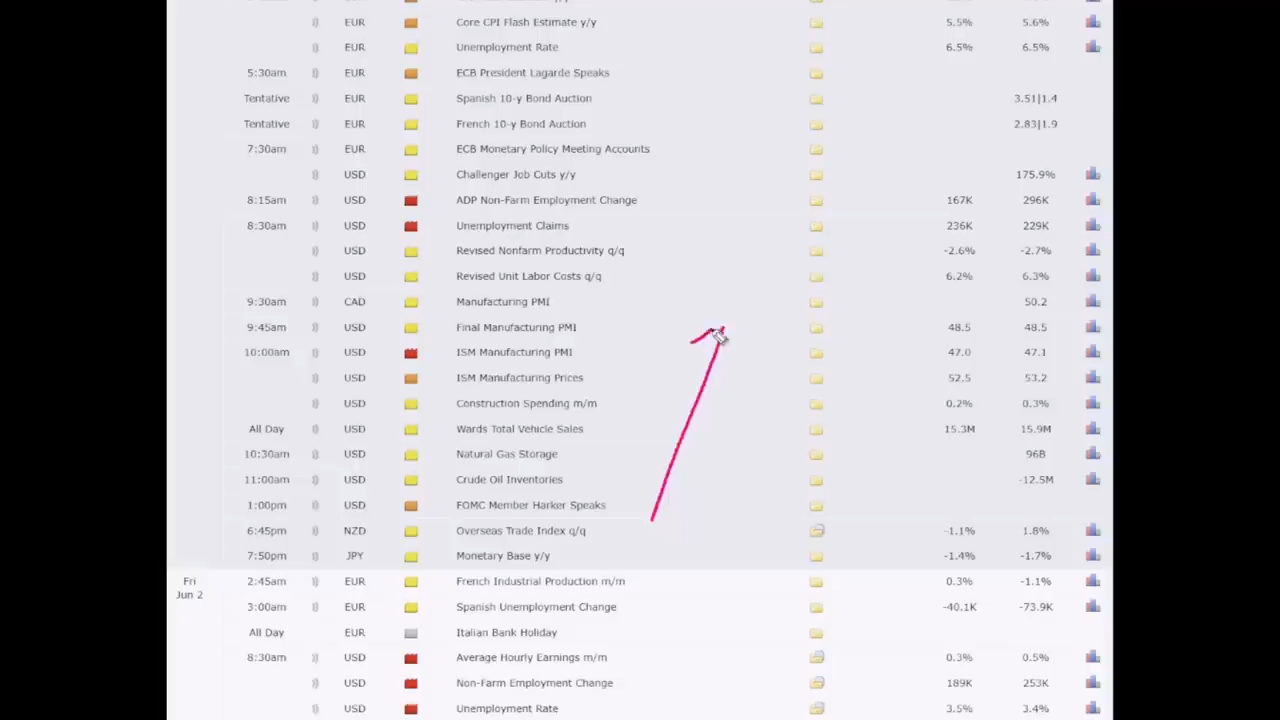 EUR Core CPI Flash Estimate y/y 5.5% 5.6%
EUR Unemployment Rate 6.5% 6.5%
5:30am EUR ECB President Lagarde Speaks
Tentative EUR Spanish 10-y Bond Auction 3.51|1.4
Tentative EUR French 10-y Bond Auction 2.83|1.9
7:30am EUR ECB Monetary Policy Meeting Accounts
USD Challenger Job Cuts y/y 175.9%
8:15am USD ADP Non-Farm Employment Change 167K 296K
8:30am USD Unemployment Claims 236K 229K
USD Revised Nonfarm Productivity q/q -2.6% -2.7%
USD Revised Unit Labor Costs q/q 6.2% 6.3%
9:30am CAD Manufacturing PMI 50.2
9:45am USD Final Manufacturing PMI 48.5 48.5
10:00am USD ISM Manufacturing PMI 47.0 47.1
USD ISM Manufacturing Prices 52.5 53.2
USD Construction Spending m/m 0.2% 0.3%
All Day USD Wards Total Vehicle Sales 15.3M 15.9M
10:30am USD Natural Gas Storage 96B
11:00am USD Crude Oil Inventories -12.5M
1:00pm USD FOMC Member Harker Speaks
6:45pm NZD Overseas Trade Index q/q -1.1% 1.8%
7:50pm JPY Monetary Base y/y -1.4% -1.7%
Fri 2:45am EUR French Industrial Production m/m 0.3% -1.1%
Jun 2
3:00am EUR Spanish Unemployment Change -40.1K -73.9K
All Day EUR Italian Bank Holiday
8:30am USD Average Hourly Earnings m/m 0.3% 0.5%
USD Non-Farm Employment Change 189K 253K
USD Unemployment Rate 3.5% 3.4%